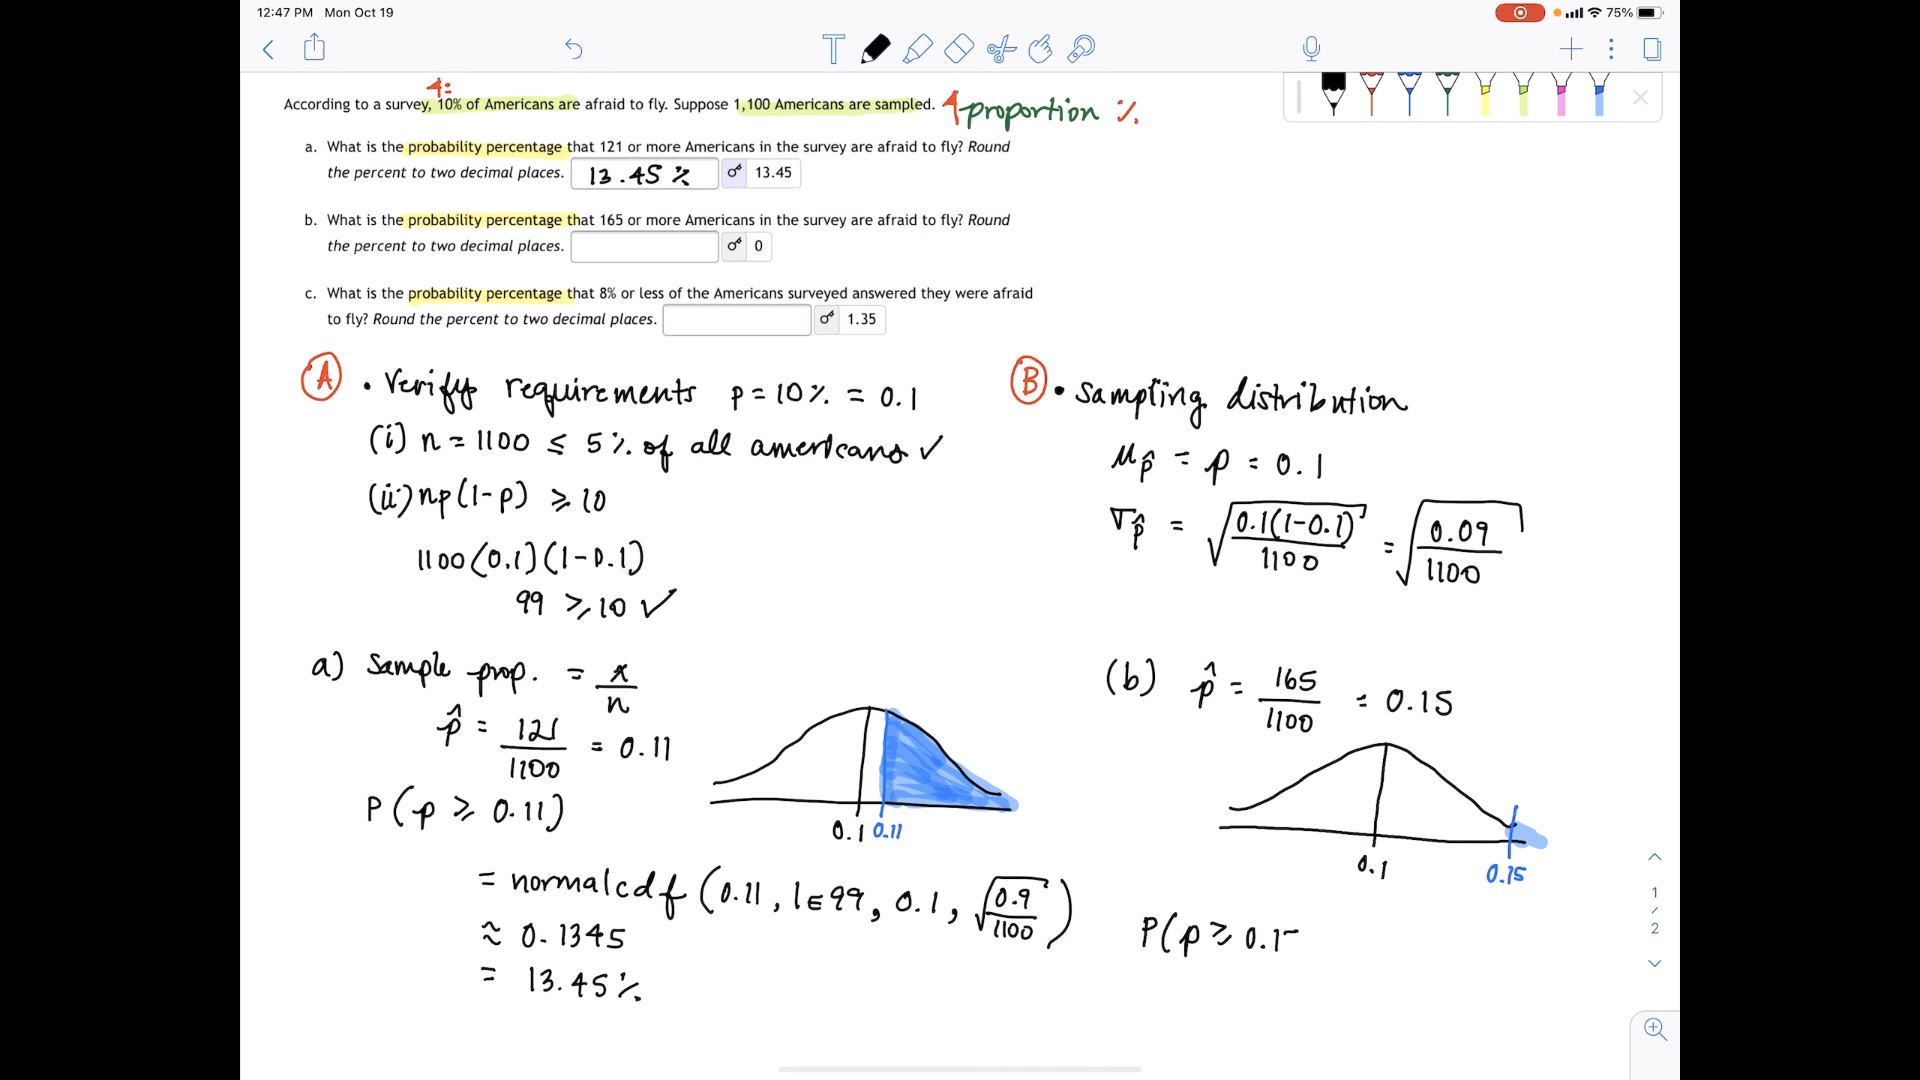 12:47 PM Mon Oct 19
75%
T
4:
According to a survey, 10% of Americans are afraid to fly. Suppose 1,100 Americans are sampled.
proportion %
a. What is the probability percentage that 121 or more Americans in the survey are afraid to fly? Round
the percent to two decimal places. 13.45 % 13.45
b. What is the probability percentage that 165 or more Americans in the survey are afraid to fly? Round
the percent to two decimal places. 0
c. What is the probability percentage that 8% or less of the Americans surveyed answered they were afraid
to fly? Round the percent to two decimal places. 1.35
A • Verify requirements p = 10% = 0.1
(i) n = 1100 ≤ 5% of all americans ✓
(ii) np(1-p) ≥ 10
1100(0.1)(1-0.1)
99 ≥ 10 ✓
B • Sampling distribution
μp̂ = p = 0.1
σp̂ = √(0.1(1-0.1)/1100) = √(0.09/1100)
a) Sample prop. = x/n
p̂ = 121/1100 = 0.11
P(p ≥ 0.11)
0.1 0.11
= normalcdf(0.11, 1E99, 0.1, √(0.9/1100))
≈ 0.1345
= 13.45%
(b) p̂ = 165/1100 = 0.15
0.1 0.15
P(p ≥ 0.1
1
/
2